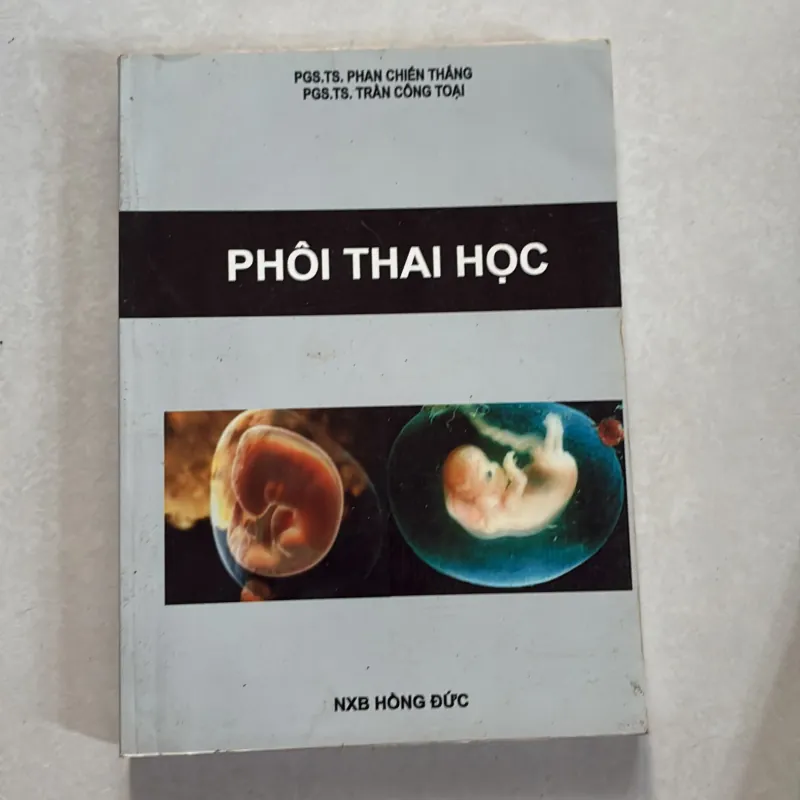 PGS.TS. PHAN CHIẾN THẮNG
PGS.TS. TRẦN CÔNG TOẠI
PHÔI THAI HỌC
NXB HỒNG ĐỨC